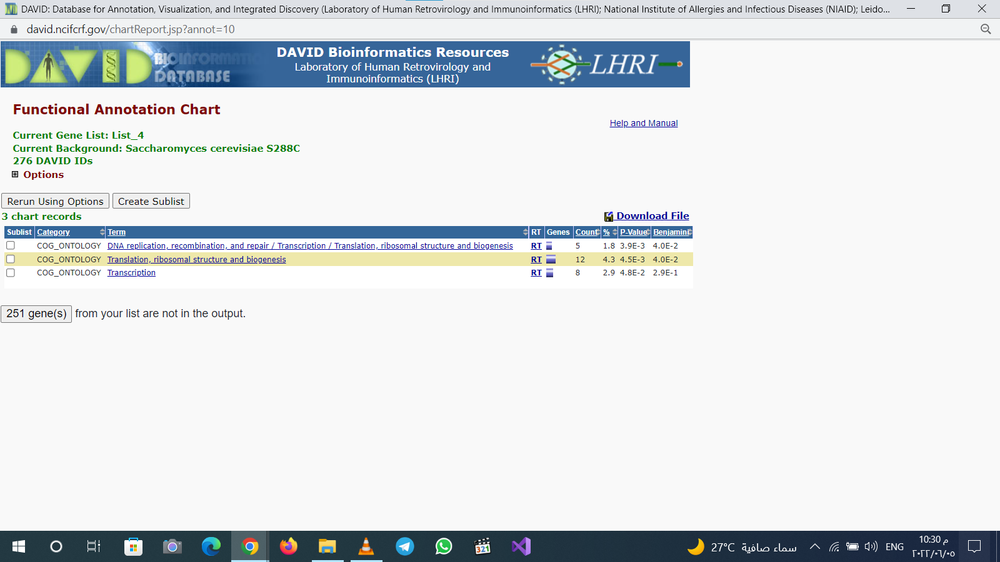 DAVID: Database for Annotation, Visualization, and Integrated Discovery (Laboratory of Human Retrovirology and Immunoinformatics (LHRI); National Institute of Allergies and Infectious Diseases (NIAID); Leido...
david.ncifcrf.gov/chartReport.jsp?annot=10
DAVID BIOINFORMATICS DATABASE
DAVID Bioinformatics Resources
Laboratory of Human Retrovirology and
Immunoinformatics (LHRI)
LHRI
Functional Annotation Chart
Help and Manual
Current Gene List: List_4
Current Background: Saccharomyces cerevisiae S288C
276 DAVID IDs
Options
Rerun Using Options Create Sublist
3 chart records Download File
Sublist Category Term RT Genes Count % P-Value Benjamini
COG_ONTOLOGY DNA replication, recombination, and repair / Transcription / Translation, ribosomal structure and biogenesis RT 5 1.8 3.9E-3 4.0E-2
COG_ONTOLOGY Translation, ribosomal structure and biogenesis RT 12 4.3 4.5E-3 4.0E-2
COG_ONTOLOGY Transcription RT 8 2.9 4.8E-2 2.9E-1
251 gene(s) from your list are not in the output.
321
27°C سماء صافية ENG
10:30 م
٢٠٢٢/٠٦/٠٥